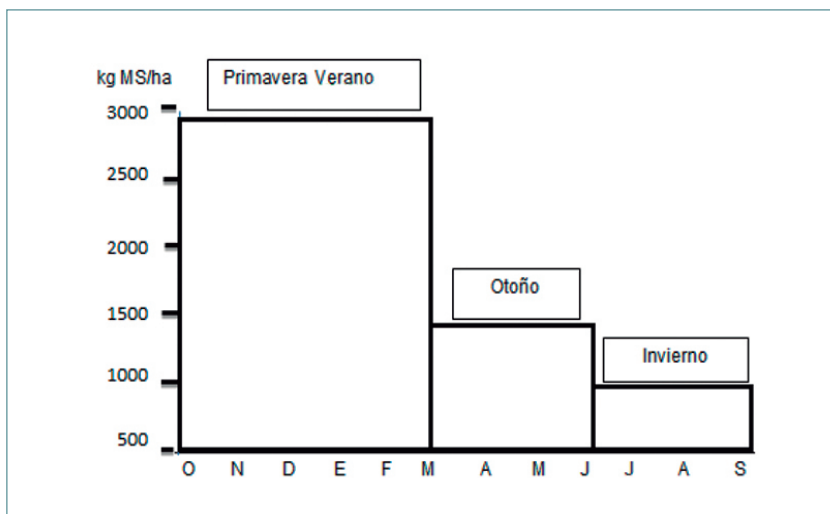 kg MS/ha
Primavera Verano
3000
2500
2000
1500
1000
500
Otoño
Invierno
O N D E F M A M J J A S